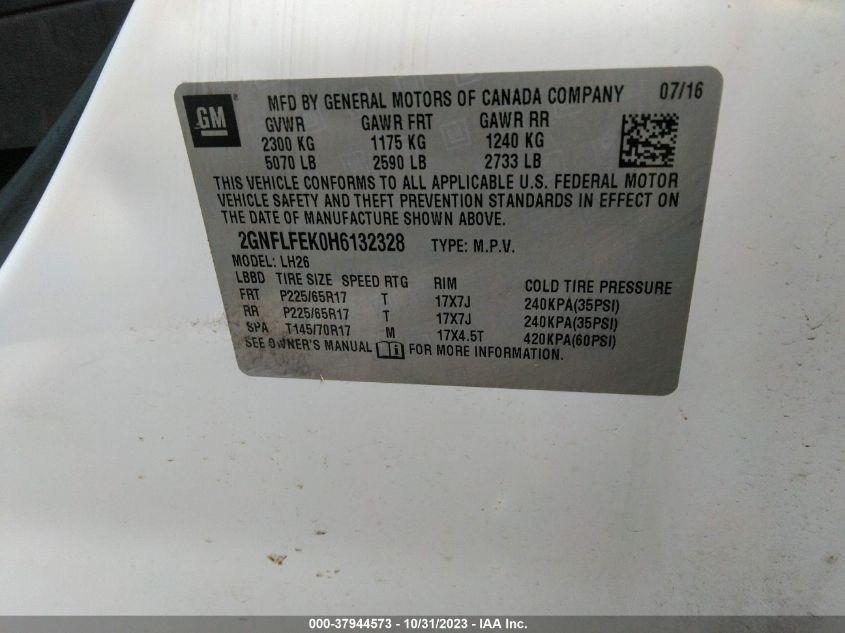 GM ® MFD BY GENERAL MOTORS OF CANADA COMPANY 07/16
GVWR GAWR FRT GAWR RR
2300 KG 1175 KG 1240 KG
5070 LB 2590 LB 2733 LB
THIS VEHICLE CONFORMS TO ALL APPLICABLE U.S. FEDERAL MOTOR
VEHICLE SAFETY AND THEFT PREVENTION STANDARDS IN EFFECT ON
THE DATE OF MANUFACTURE SHOWN ABOVE.
2GNFLFEK0H6132328 TYPE: M.P.V.
MODEL: LH26
LBBD TIRE SIZE SPEED RTG RIM COLD TIRE PRESSURE
FRT P225/65R17 T 17X7J 240KPA(35PSI)
RR P225/65R17 T 17X7J 240KPA(35PSI)
SPA T145/70R17 M 17X4.5T 420KPA(60PSI)
SEE OWNER'S MANUAL FOR MORE INFORMATION.
000-37944573 - 10/31/2023 - IAA Inc.